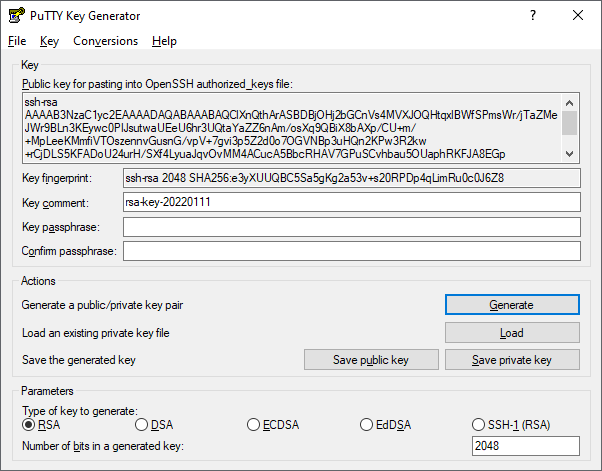 PuTTY Key Generator
?
File Key Conversions Help
Key
Public key for pasting into OpenSSH authorized_keys file:
ssh-rsa
AAAAB3NzaC1yc2EAAAADAQABAAABAQClXnQthArASBDBjOHj2bGCnVs4MVXJOQHtqxIBWfSPmsWr/jTaZMe
JWr9BLn3KEywc0PIJsutwaUEeU6hr3UQtaYaZZ6nAm/osXq9QBiX8bAXp/CU+m/
+MpLeeKMmfiVTOszennvGusnG/vpV+7gvi3p5Z2d0o7OGVNBp3uHQn2KPw3R2kw
+rCjDLS5KFADoU24urH/SXf4LyuaJqvOvMM4ACucA5BbcRHAV7GPuSCvhbau5OUaphRKFJA8EGp
Key fingerprint: ssh-rsa 2048 SHA256:e3yXUUQBC5Sa5gKg2a53v+s20RPDp4qLimRu0c0J6Z8
Key comment: rsa-key-20220111
Key passphrase:
Confirm passphrase:
Actions
Generate a public/private key pair Generate
Load an existing private key file Load
Save the generated key Save public key Save private key
Parameters
Type of key to generate:
RSA DSA ECDSA EdDSA SSH-1 (RSA)
Number of bits in a generated key: 2048